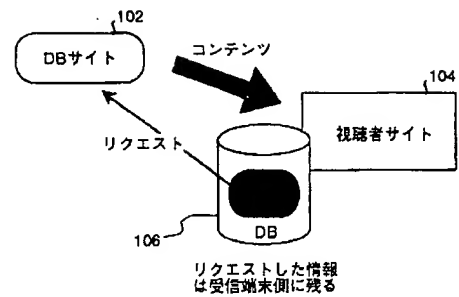 102
DBサイト
コンテンツ
104
視聴者サイト
リクエスト
DB
106
リクエストした情報
は受信端末側に残る